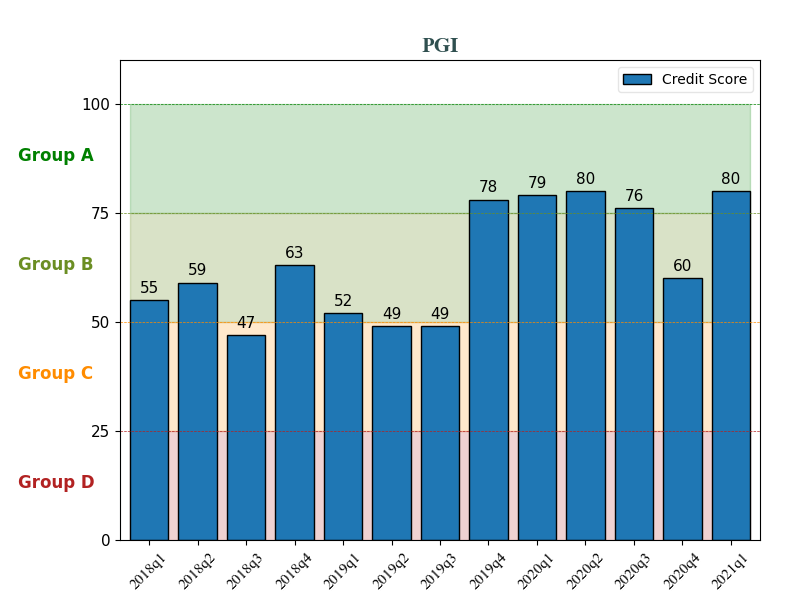 PGI
Credit Score
100
Group A
75
Group B
50
Group C
25
Group D
0
55
59
47
63
52
49
49
78
79
80
76
60
80
2018q1
2018q2
2018q3
2018q4
2019q1
2019q2
2019q3
2019q4
2020q1
2020q2
2020q3
2020q4
2021q1